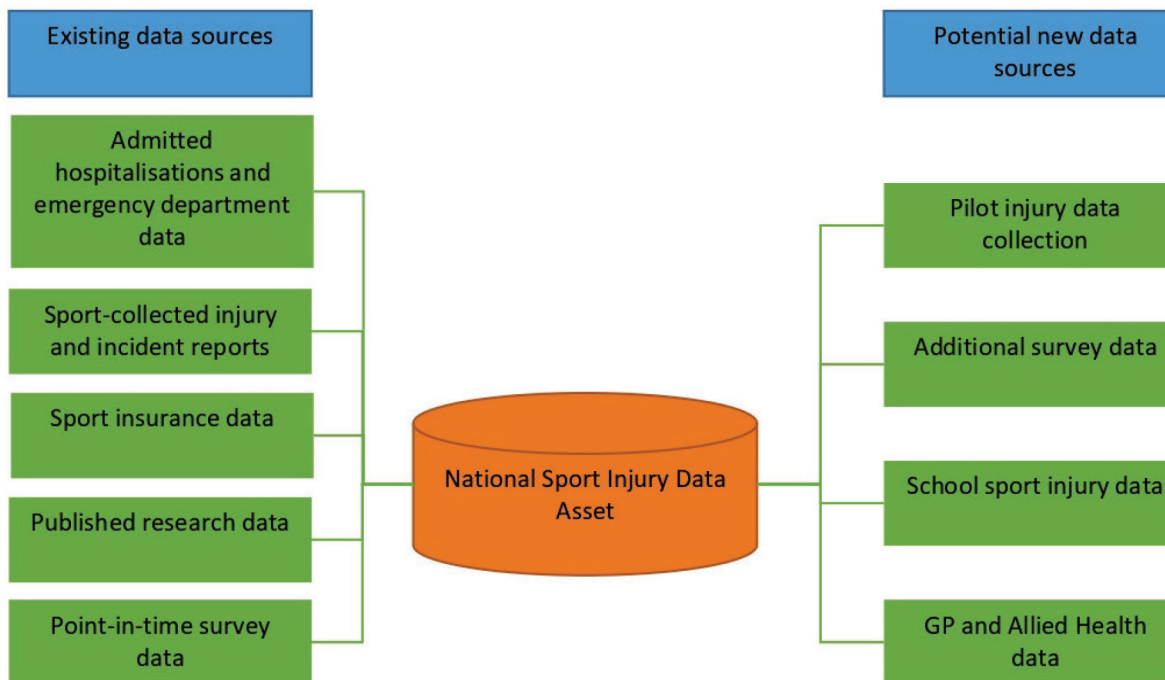 Existing data sources
Admitted
hospitalisations and
emergency department
data
Sport-collected injury
and incident reports
Sport insurance data
Published research data
Point-in-time survey
data
National Sport Injury Data
Asset
Potential new data
sources
Pilot injury data
collection
Additional survey data
School sport injury data
GP and Allied Health
data